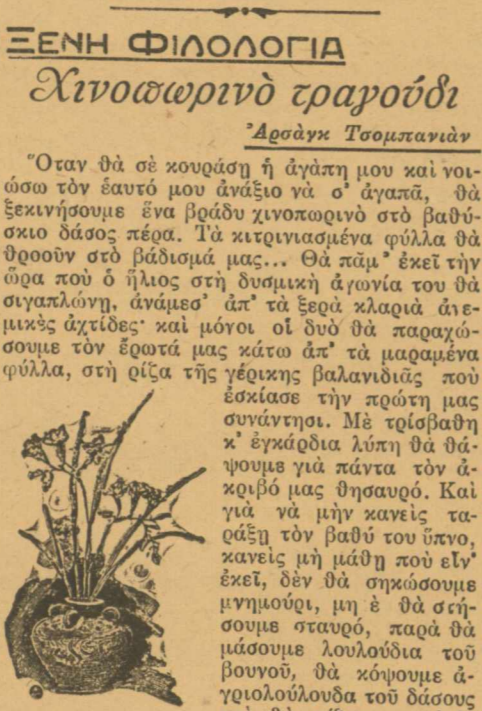 ΞΕΝΗ ΦΙΛΟΛΟΓΙΑ
Χινοπωρινὸ τραγούδι
Ἀρσὰγκ Τσομπανιὰν
Ὅταν θὰ σὲ κουράσῃ ἡ ἀγάπη μου καὶ νοι-
ώσω τὸν ἑαυτό μου ἀνάξιο νὰ σ' ἀγαπᾶ, θὰ
ξεκινήσουμε ἕνα βράδυ χινοπωρινὸ στὸ βαθύ-
σκιο δάσος πέρα. Τὰ κιτρινιασμένα φύλλα θὰ
θροοῦν στὸ βάδισμά μας... Θὰ πᾶμ' ἐκεῖ τὴν
ὥρα ποὺ ὁ ἥλιος στὴ δυσμικὴ ἀγωνία του θὰ
σιγαπλώνῃ, ἀνάμεσ' ἀπ' τὰ ξερὰ κλαριὰ ἀνε-
μικὲς ἀχτίδες· καὶ μόνοι οἱ δυὸ θὰ παραχώ-
σουμε τὸν ἔρωτά μας κάτω ἀπ' τὰ μαραμένα
φύλλα, στὴ ρίζα τῆς γέρικης βαλανιδιᾶς ποὺ
ἐσκίασε τὴν πρώτη μας
συνάντησι. Μὲ τρίσβαθη
κ' ἐγκάρδια λύπη θὰ θά-
ψουμε γιὰ πάντα τὸν ἀ-
κριβό μας θησαυρό. Καὶ
γιὰ νὰ μὴν κανεὶς τα-
ράξῃ τὸν βαθύ του ὕπνο,
κανεὶς μὴ μάθῃ ποὺ εἶν'
ἐκεῖ, δὲν θὰ σηκώσουμε
μνημούρι, μη ὲ θὰ στή-
σουμε σταυρό, παρὰ θὰ
μάσουμε λουλούδια τοῦ
βουνοῦ, θὰ κόψουμε ἀ-
γριολούλουδα τοῦ δάσους